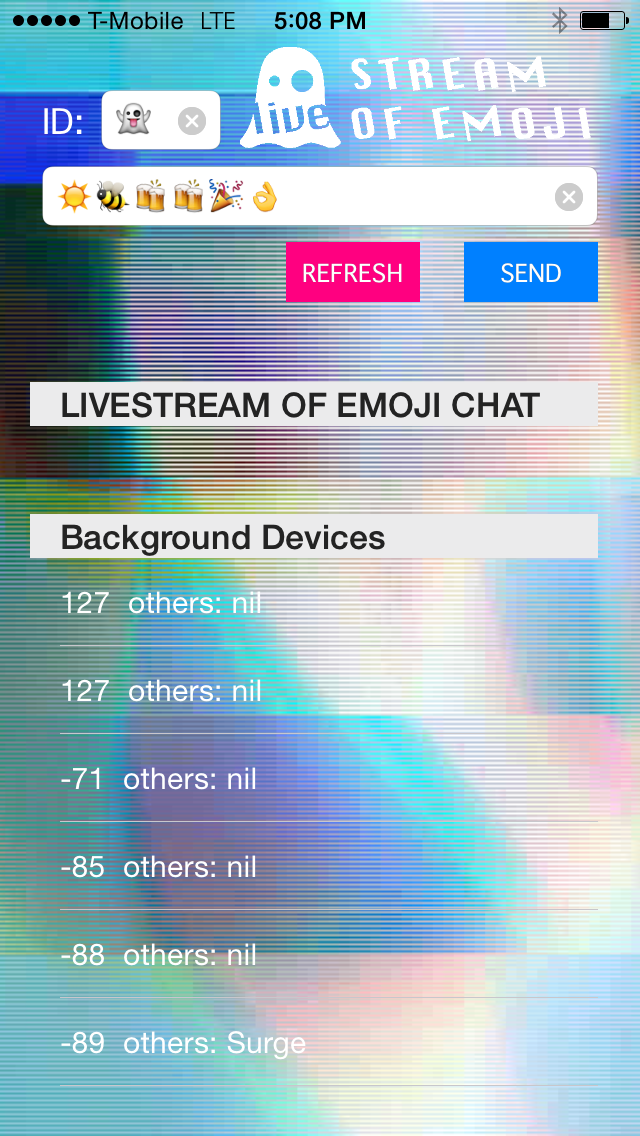 T-Mobile LTE 5:08 PM
live STREAM
OF EMOJI
ID: 👻
☀️🐝🍻🍻🎉👌
REFRESH SEND
LIVESTREAM OF EMOJI CHAT
Background Devices
127 others: nil
127 others: nil
-71 others: nil
-85 others: nil
-88 others: nil
-89 others: Surge